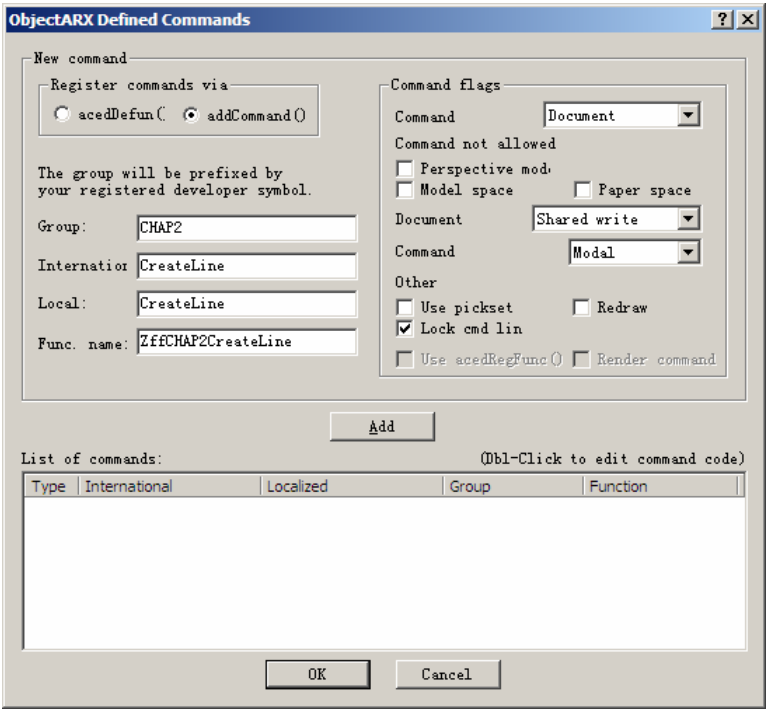 ObjectARX Defined Commands
New command
Register commands via
acedDefun( addCommand()
The group will be prefixed by
your registered developer symbol.
Group: CHAP2
Internation CreateLine
Local: CreateLine
Func. name: ZffCHAP2CreateLine
Command flags
Command Document
Command not allowed
Perspective mod
Model space Paper space
Document Shared write
Command Modal
Other
Use pickset Redraw
Lock cmd lin
Use acedRegFunc() Render command
Add
List of commands: (Dbl-Click to edit command code)
Type International Localized Group Function
OK Cancel